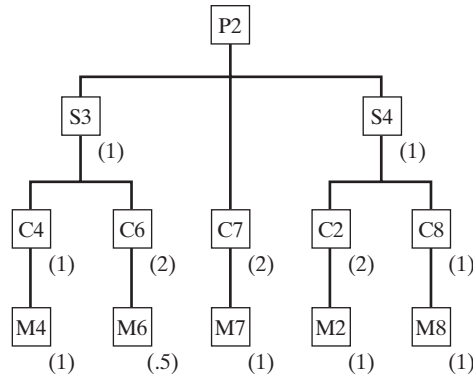 P2
S3 S4
(1) (1)
C4 C6 C7 C2 C8
(1) (2) (2) (2) (1)
M4 M6 M7 M2 M8
(1) (.5) (1) (1) (1)